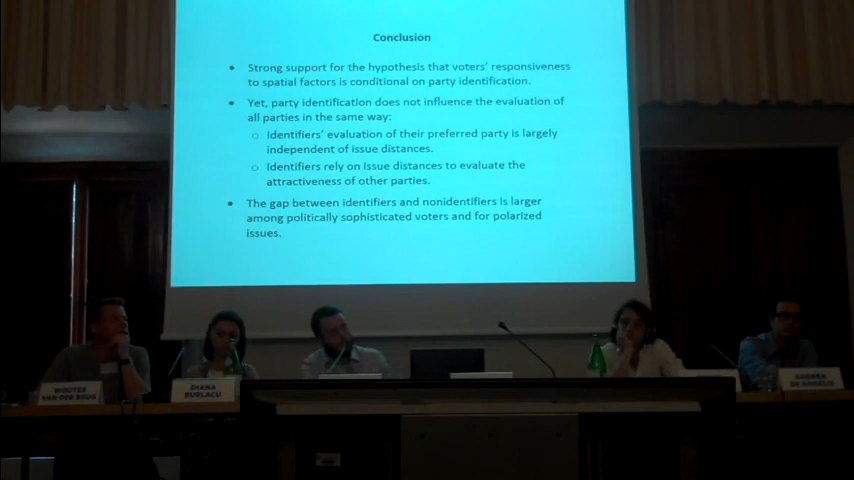 Conclusion
• Strong support for the hypothesis that voters' responsiveness
to spatial factors is conditional on party identification.
• Yet, party identification does not influence the evaluation of
all parties in the same way:
○ Identifiers' evaluation of their preferred party is largely
independent of issue distances.
○ Identifiers rely on issue distances to evaluate the
attractiveness of other parties.
• The gap between identifiers and nonidentifiers is larger
among politically sophisticated voters and for polarized
issues.
WOUTER
VAN DER BRUG
DIANA
BURLACU
ANDREA
DE ANGELIS